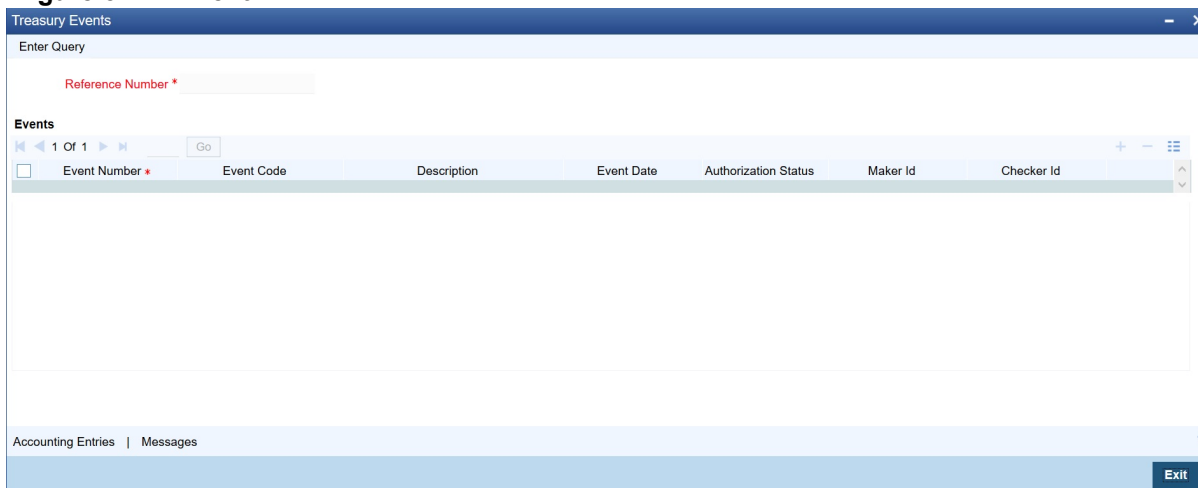 Treasury Events
Enter Query
Reference Number *
Events
1 Of 1 Go
Event Number * Event Code Description Event Date Authorization Status Maker Id Checker Id
Accounting Entries | Messages
Exit